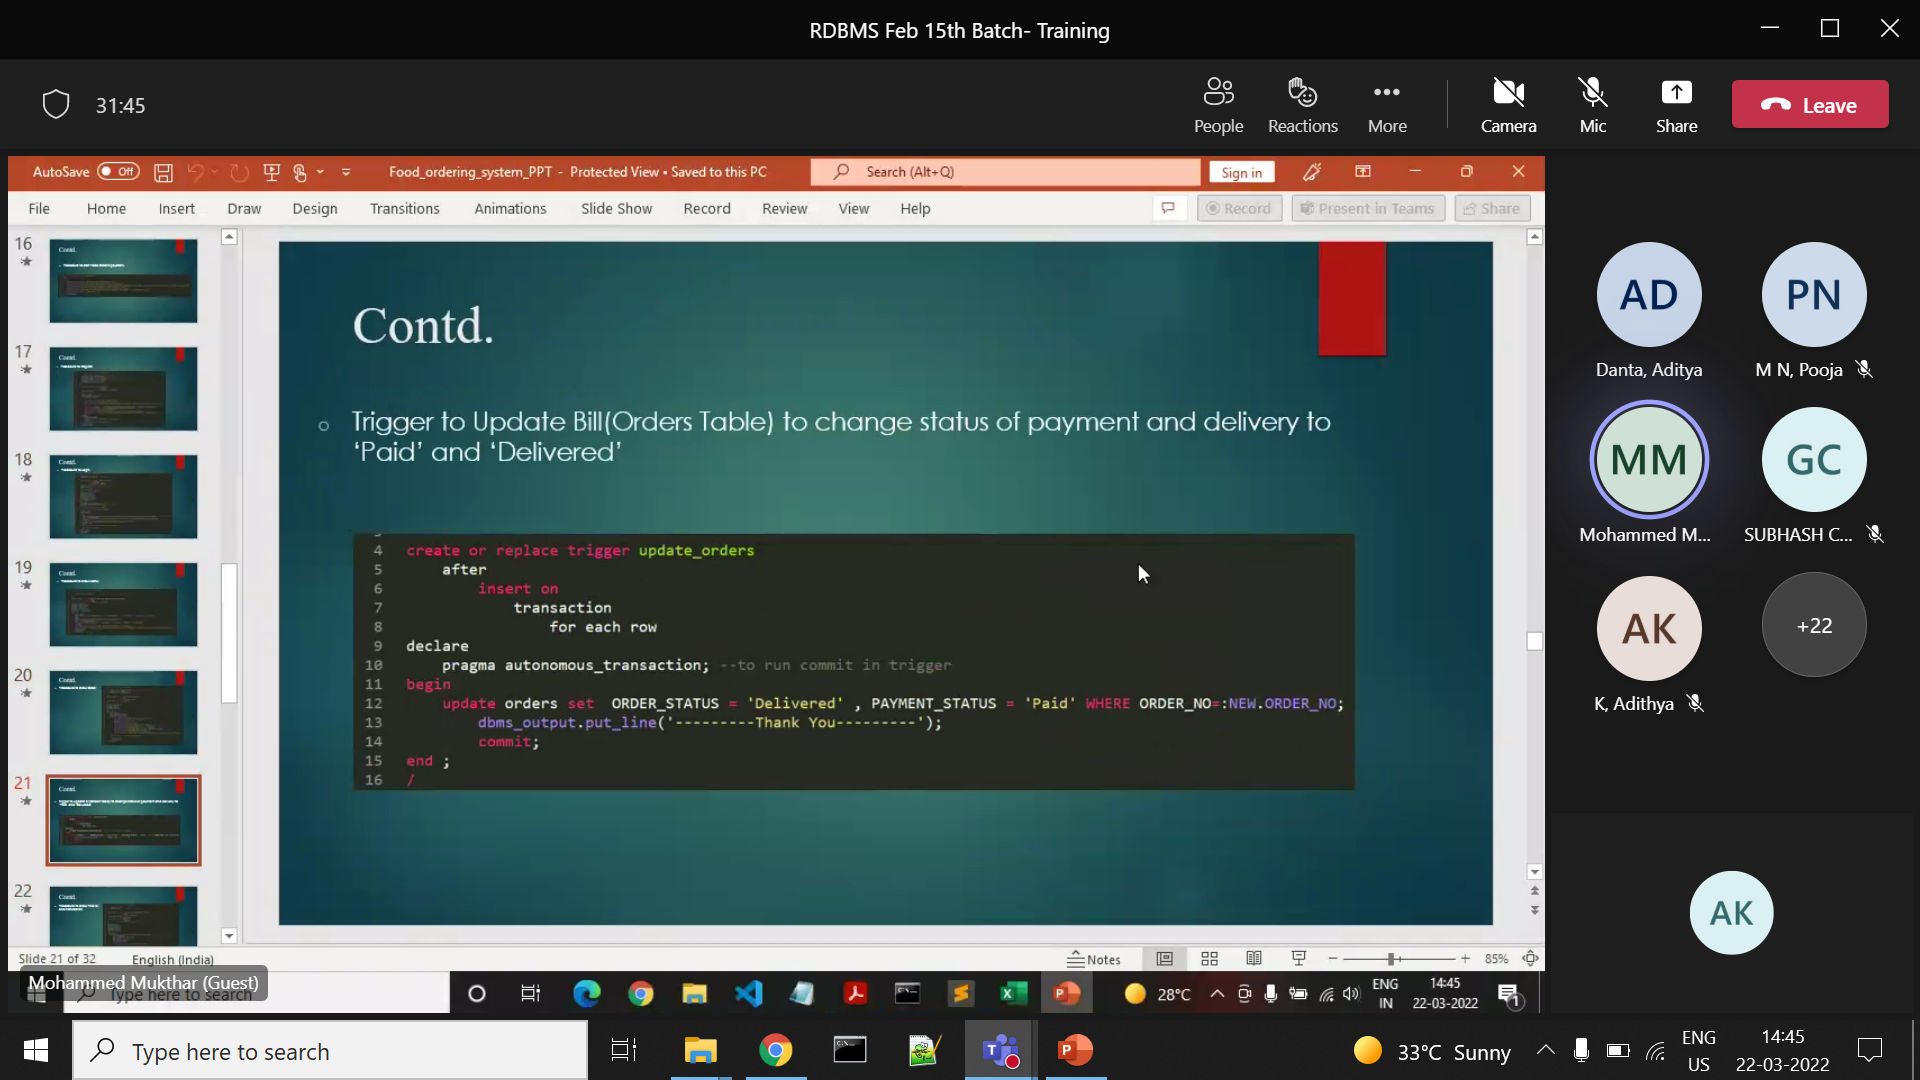 RDBMS Feb 15th Batch- Training
31:45
People
Reactions
More
Camera
Mic
Share
Leave
AutoSave Off
Food_ordering_system_PPT - Protected View • Saved to this PC
Search (Alt+Q)
Sign in
File Home Insert Draw Design Transitions Animations Slide Show Record Review View Help
Record
Present in Teams
Share
16
Contd.
17
Contd.
18
Contd.
19
Contd.
20
Contd.
21
Contd.
22
Contd.
Contd.
Trigger to Update Bill(Orders Table) to change status of payment and delivery to
‘Paid’ and ‘Delivered’
4 create or replace trigger update_orders
5 after
6 insert on
7 transaction
8 for each row
9 declare
10 pragma autonomous_transaction; --to run commit in trigger
11 begin
12 update orders set ORDER_STATUS = 'Delivered' , PAYMENT_STATUS = 'Paid' WHERE ORDER_NO=:NEW.ORDER_NO;
13 dbms_output.put_line('---------Thank You---------');
14 commit;
15 end ;
16 /
AD
Danta, Aditya
PN
M N, Pooja
MM
Mohammed M...
GC
SUBHASH C...
AK
K, Adithya
+22
AK
Slide 21 of 32
English (India)
Notes
85%
Mohammed Mukthar (Guest)
Type here to search
28°C
ENG
IN
14:45
22-03-2022
1
Type here to search
33°C Sunny
ENG
US
14:45
22-03-2022